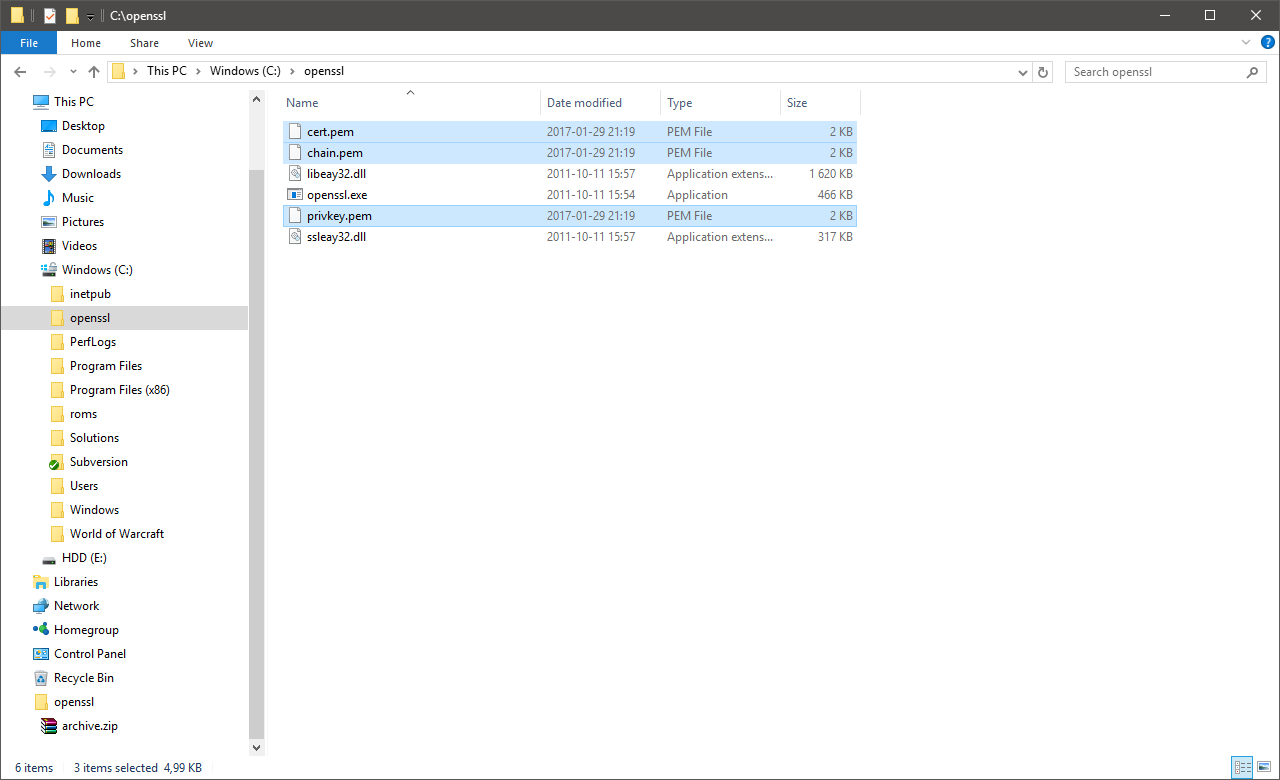 C:\openssl
File Home Share View
This PC Windows (C:) openssl
Search openssl
This PC
Desktop
Documents
Downloads
Music
Pictures
Videos
Windows (C:)
inetpub
openssl
PerfLogs
Program Files
Program Files (x86)
roms
Solutions
Subversion
Users
Windows
World of Warcraft
HDD (E:)
Libraries
Network
Homegroup
Control Panel
Recycle Bin
openssl
archive.zip
Name Date modified Type Size
cert.pem 2017-01-29 21:19 PEM File 2 KB
chain.pem 2017-01-29 21:19 PEM File 2 KB
libeay32.dll 2011-10-11 15:57 Application extens... 1 620 KB
openssl.exe 2011-10-11 15:54 Application 466 KB
privkey.pem 2017-01-29 21:19 PEM File 2 KB
ssleay32.dll 2011-10-11 15:57 Application extens... 317 KB
6 items 3 items selected 4,99 KB